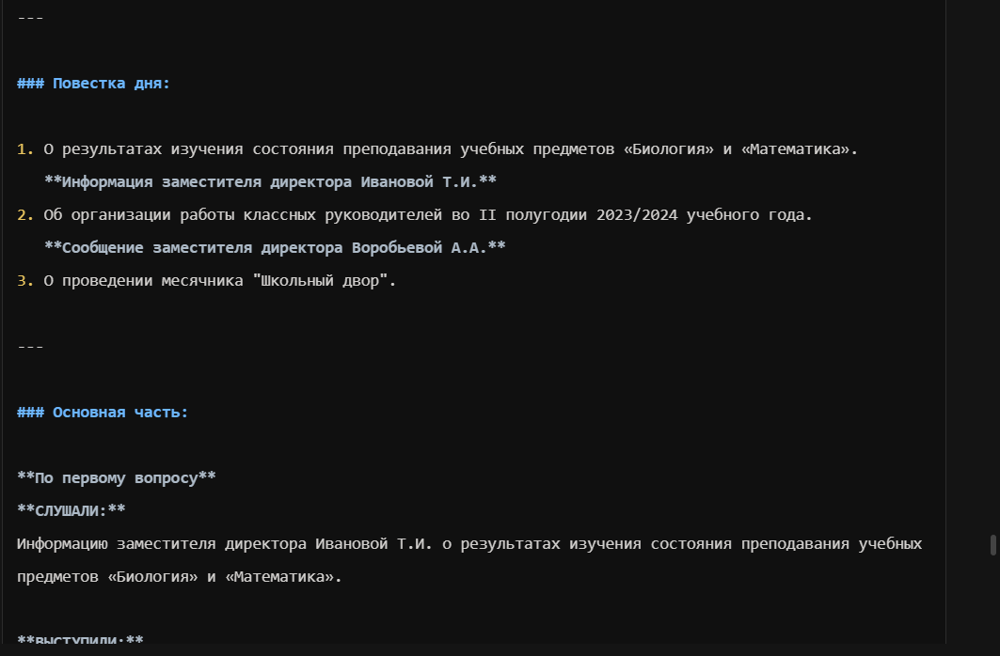 ---
### Повестка дня:
1. О результатах изучения состояния преподавания учебных предметов «Биология» и «Математика».
**Информация заместителя директора Ивановой Т.И.**
2. Об организации работы классных руководителей во II полугодии 2023/2024 учебного года.
**Сообщение заместителя директора Воробьевой А.А.**
3. О проведении месячника "Школьный двор".
---
### Основная часть:
**По первому вопросу**
**СЛУШАЛИ:**
Информацию заместителя директора Ивановой Т.И. о результатах изучения состояния преподавания учебных
предметов «Биология» и «Математика».
**ВЫСТУПИЛИ:**